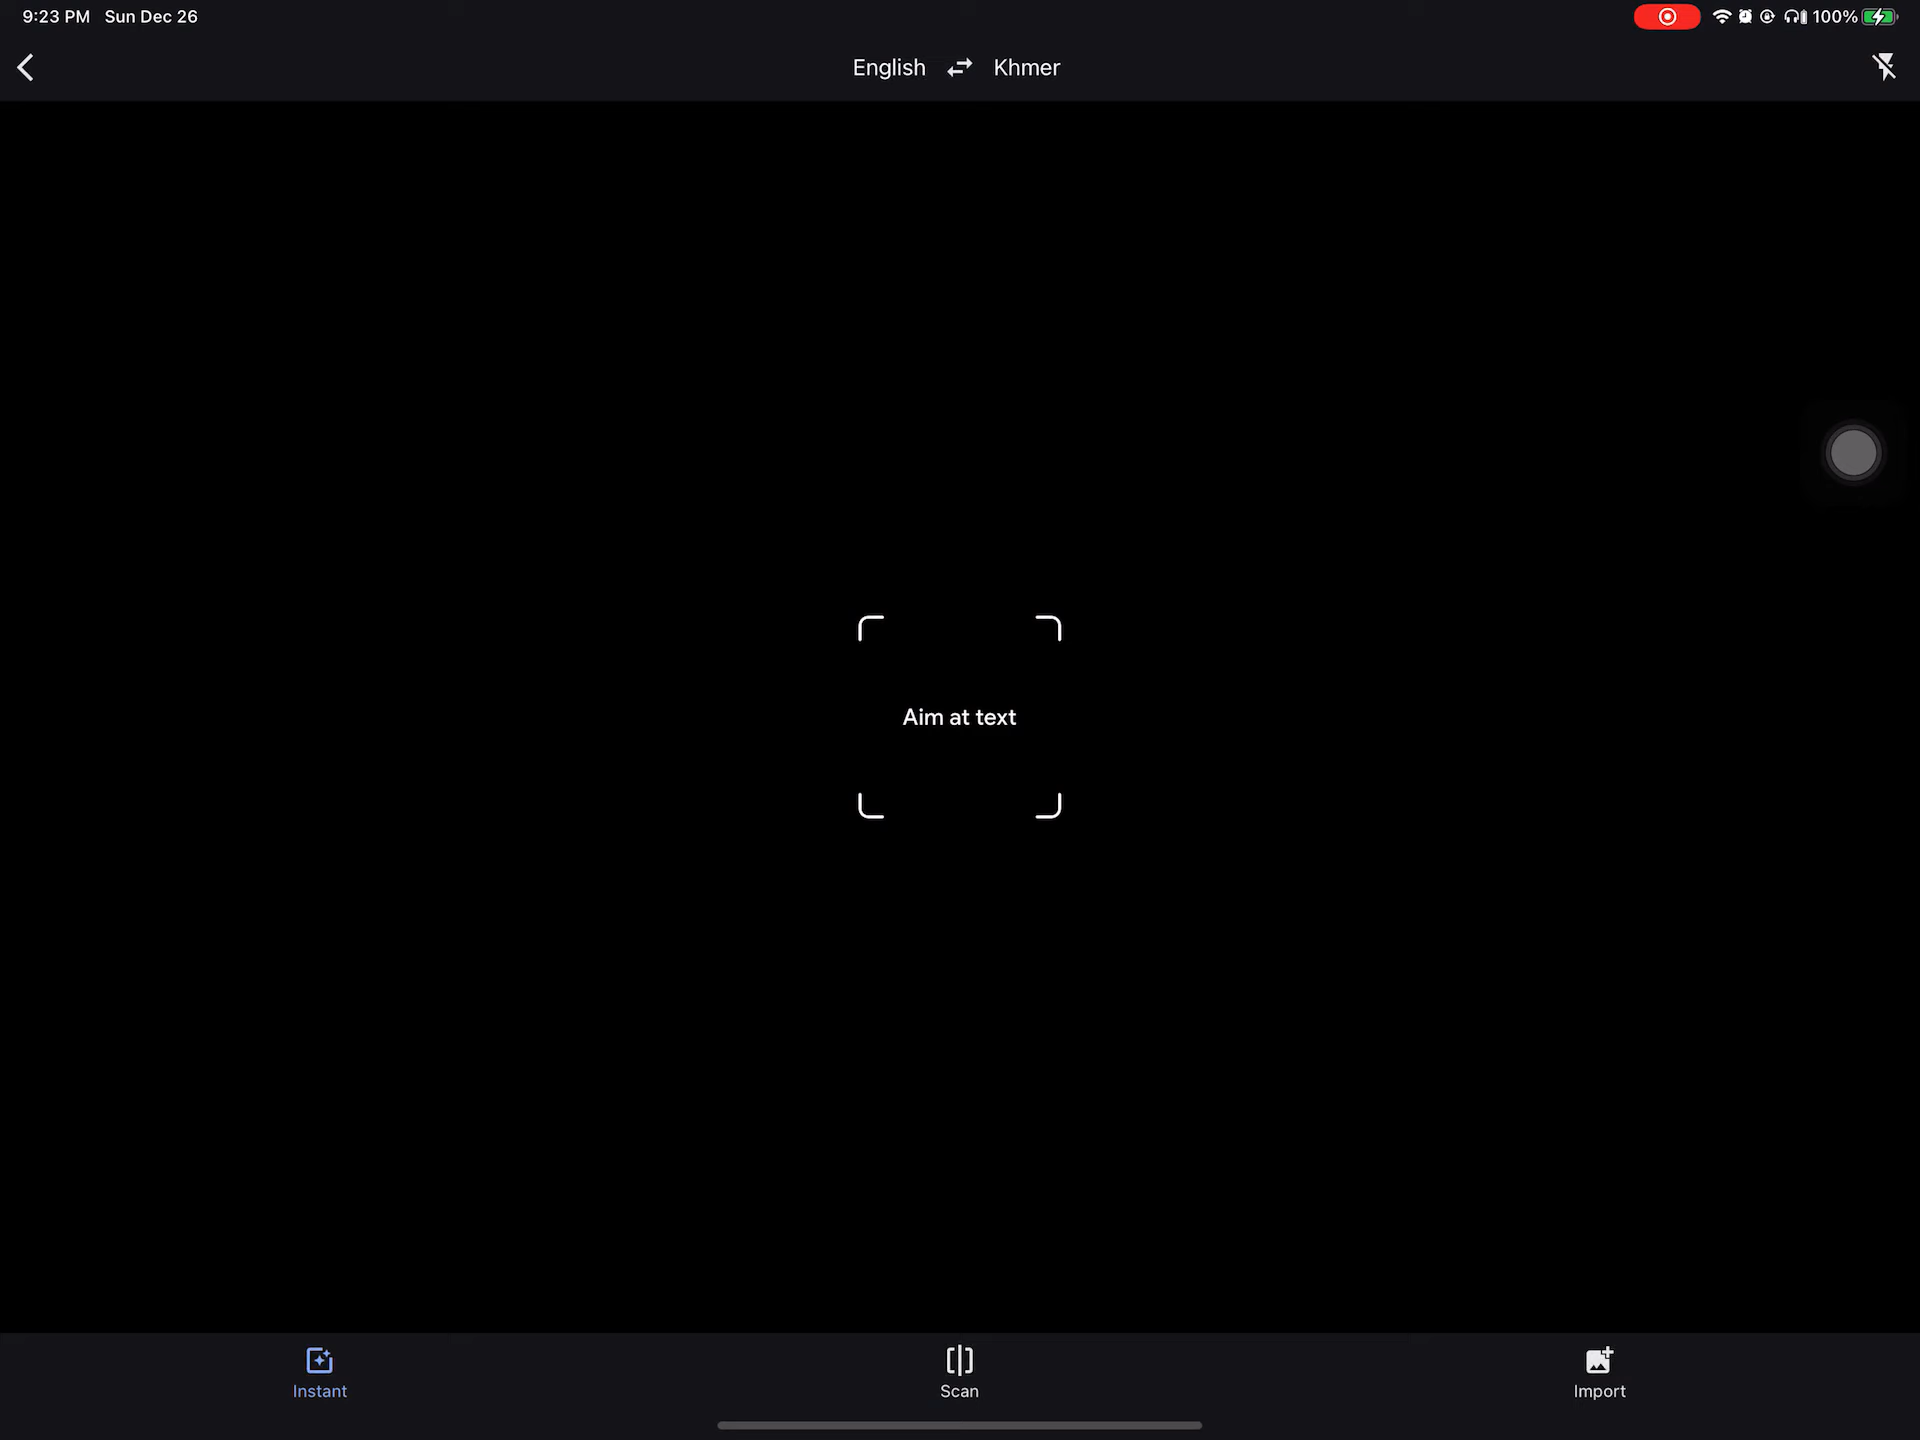 9:23 PM Sun Dec 26
100%
English Khmer
Aim at text
Instant
Scan
Import